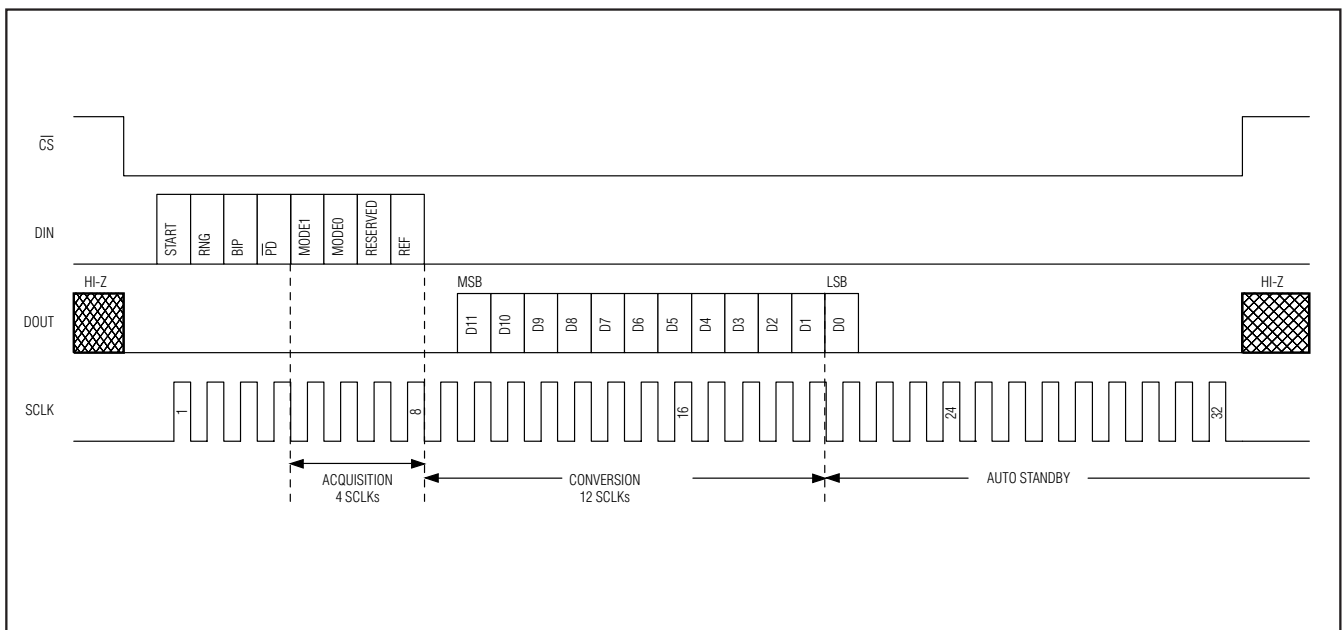 C̅S̅
DIN
START
RNG
BIP
P̅D̅
MODE1
MODE0
RESERVED
REF
HI-Z
MSB
LSB
HI-Z
DOUT
D11
D10
D9
D8
D7
D6
D5
D4
D3
D2
D1
D0
SCLK
1
8
16
24
32
ACQUISITION
4 SCLKs
CONVERSION
12 SCLKs
AUTO STANDBY